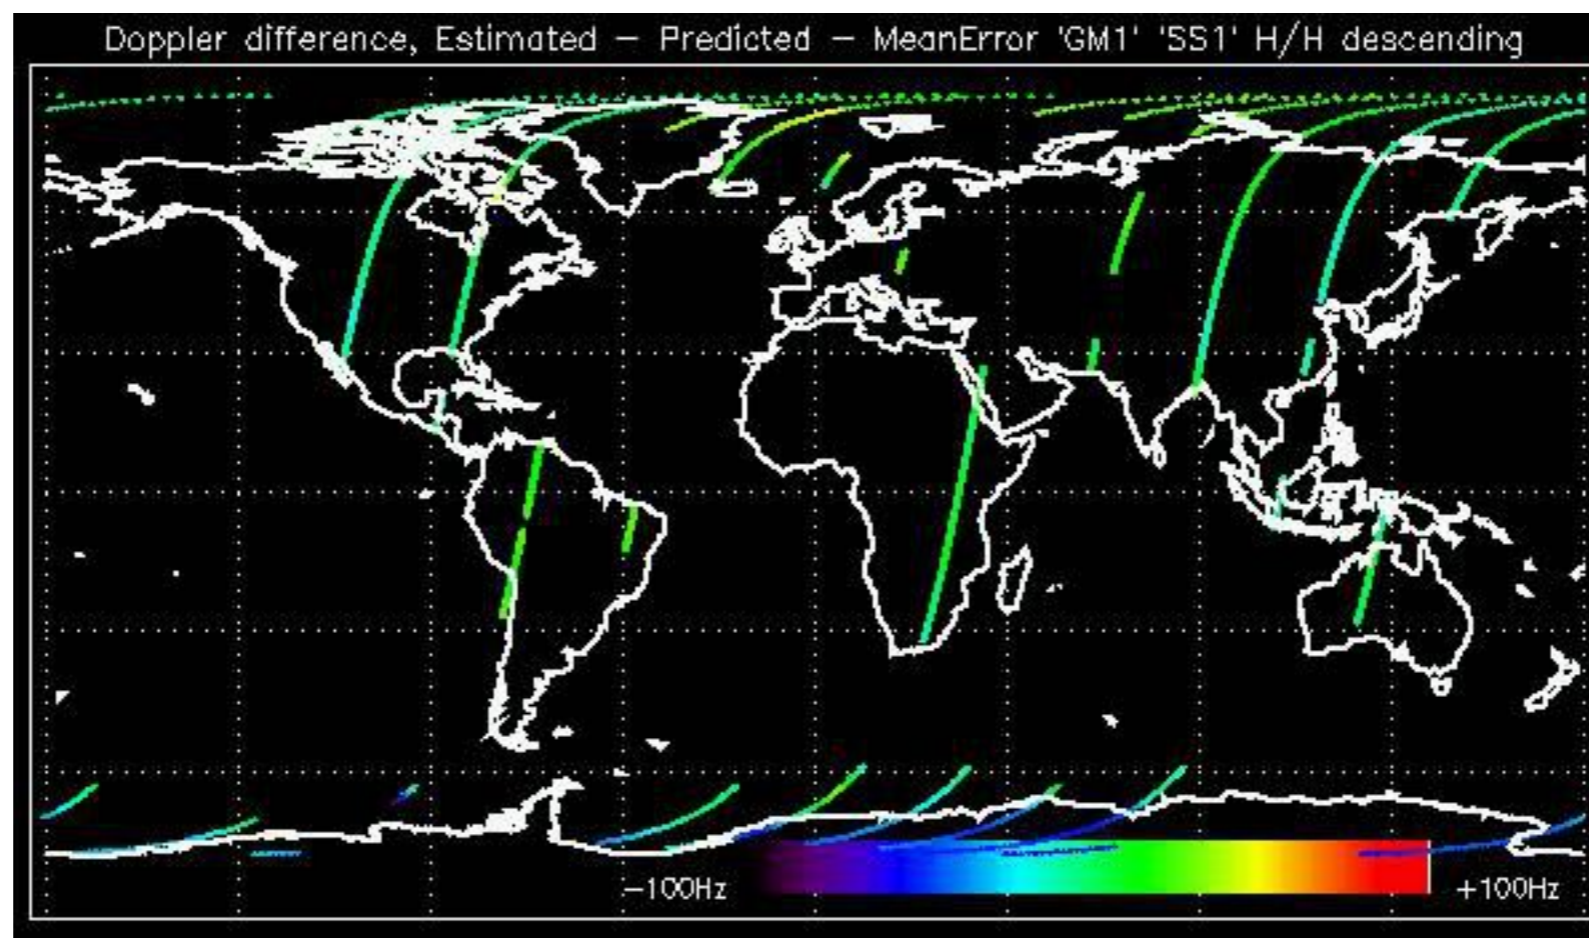 Doppler difference, Estimated — Predicted — MeanError 'GM1' 'SS1' H/H descending
−100Hz
+100Hz